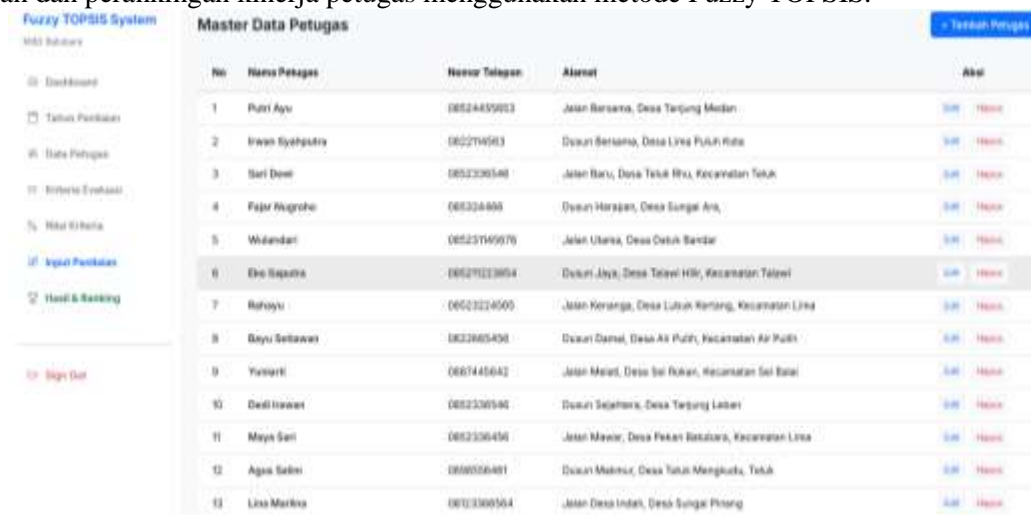 an dan perankingan kinerja petugas menggunakan metode Fuzzy TOPSIS.
Fuzzy TOPSIS System
Master Data Petugas
+ Tambah Petugas
Dashboard
Tahun Penilaian
Data Petugas
Kriteria Evaluasi
Nilai Kriteria
Input Penilaian
Hasil & Ranking
Sign Out
No Nama Petugas Nomor Telepon Alamat Aksi
1 Putri Ayu Jalan Bersama, Desa Tanjung Medan Edit Hapus
2 Irwan Syahputra Dusun Bersama, Desa Lima Puluh Kota Edit Hapus
3 Sari Dewi 0852336546 Jalan Baru, Desa Teluk Rhu, Kecamatan Teluk Edit Hapus
4 Fajar Nugroho Dusun Harapan, Desa Sungai Ara, Edit Hapus
5 Wulandari Jalan Utama, Desa Datuk Bandar Edit Hapus
6 Eko Saputra Dusun Jaya, Desa Talawi Hilir, Kecamatan Talawi Edit Hapus
7 Rahayu Jalan Kenanga, Desa Lubuk Kecamatan Lima Edit Hapus
8 Bayu Setiawan Dusun Damai, Desa Air Putih, Kecamatan Air Putih Edit Hapus
9 Yuniarti 0887445642 Jalan Melati, Desa Sei Kecamatan Sei Balai Edit Hapus
10 Dedi Irawan 0852336546 Dusun Sejahtera, Desa Tanjung Edit Hapus
11 Maya Sari 0852336456 Jalan Mawar, Desa Pekan Batubara, Kecamatan Lima Edit Hapus
12 Agus Salim Dusun Makmur, Desa Teluk Mengkudu, Teluk Edit Hapus
13 Lina Marlina Jalan Desa Indah, Desa Sungai Pinang Edit Hapus